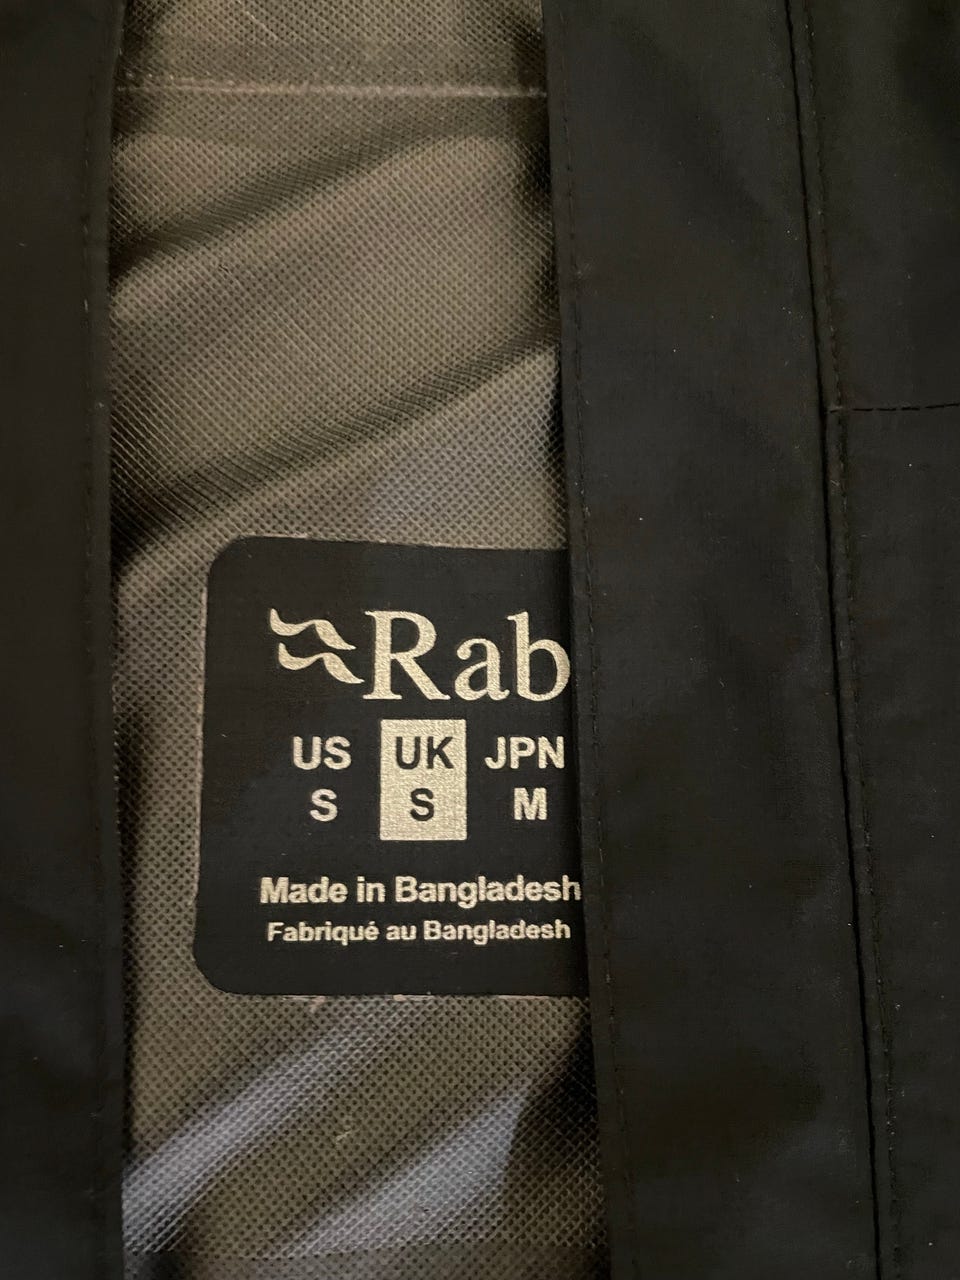 Rab
US UK JPN
S S M
Made in Bangladesh
Fabriqué au Bangladesh